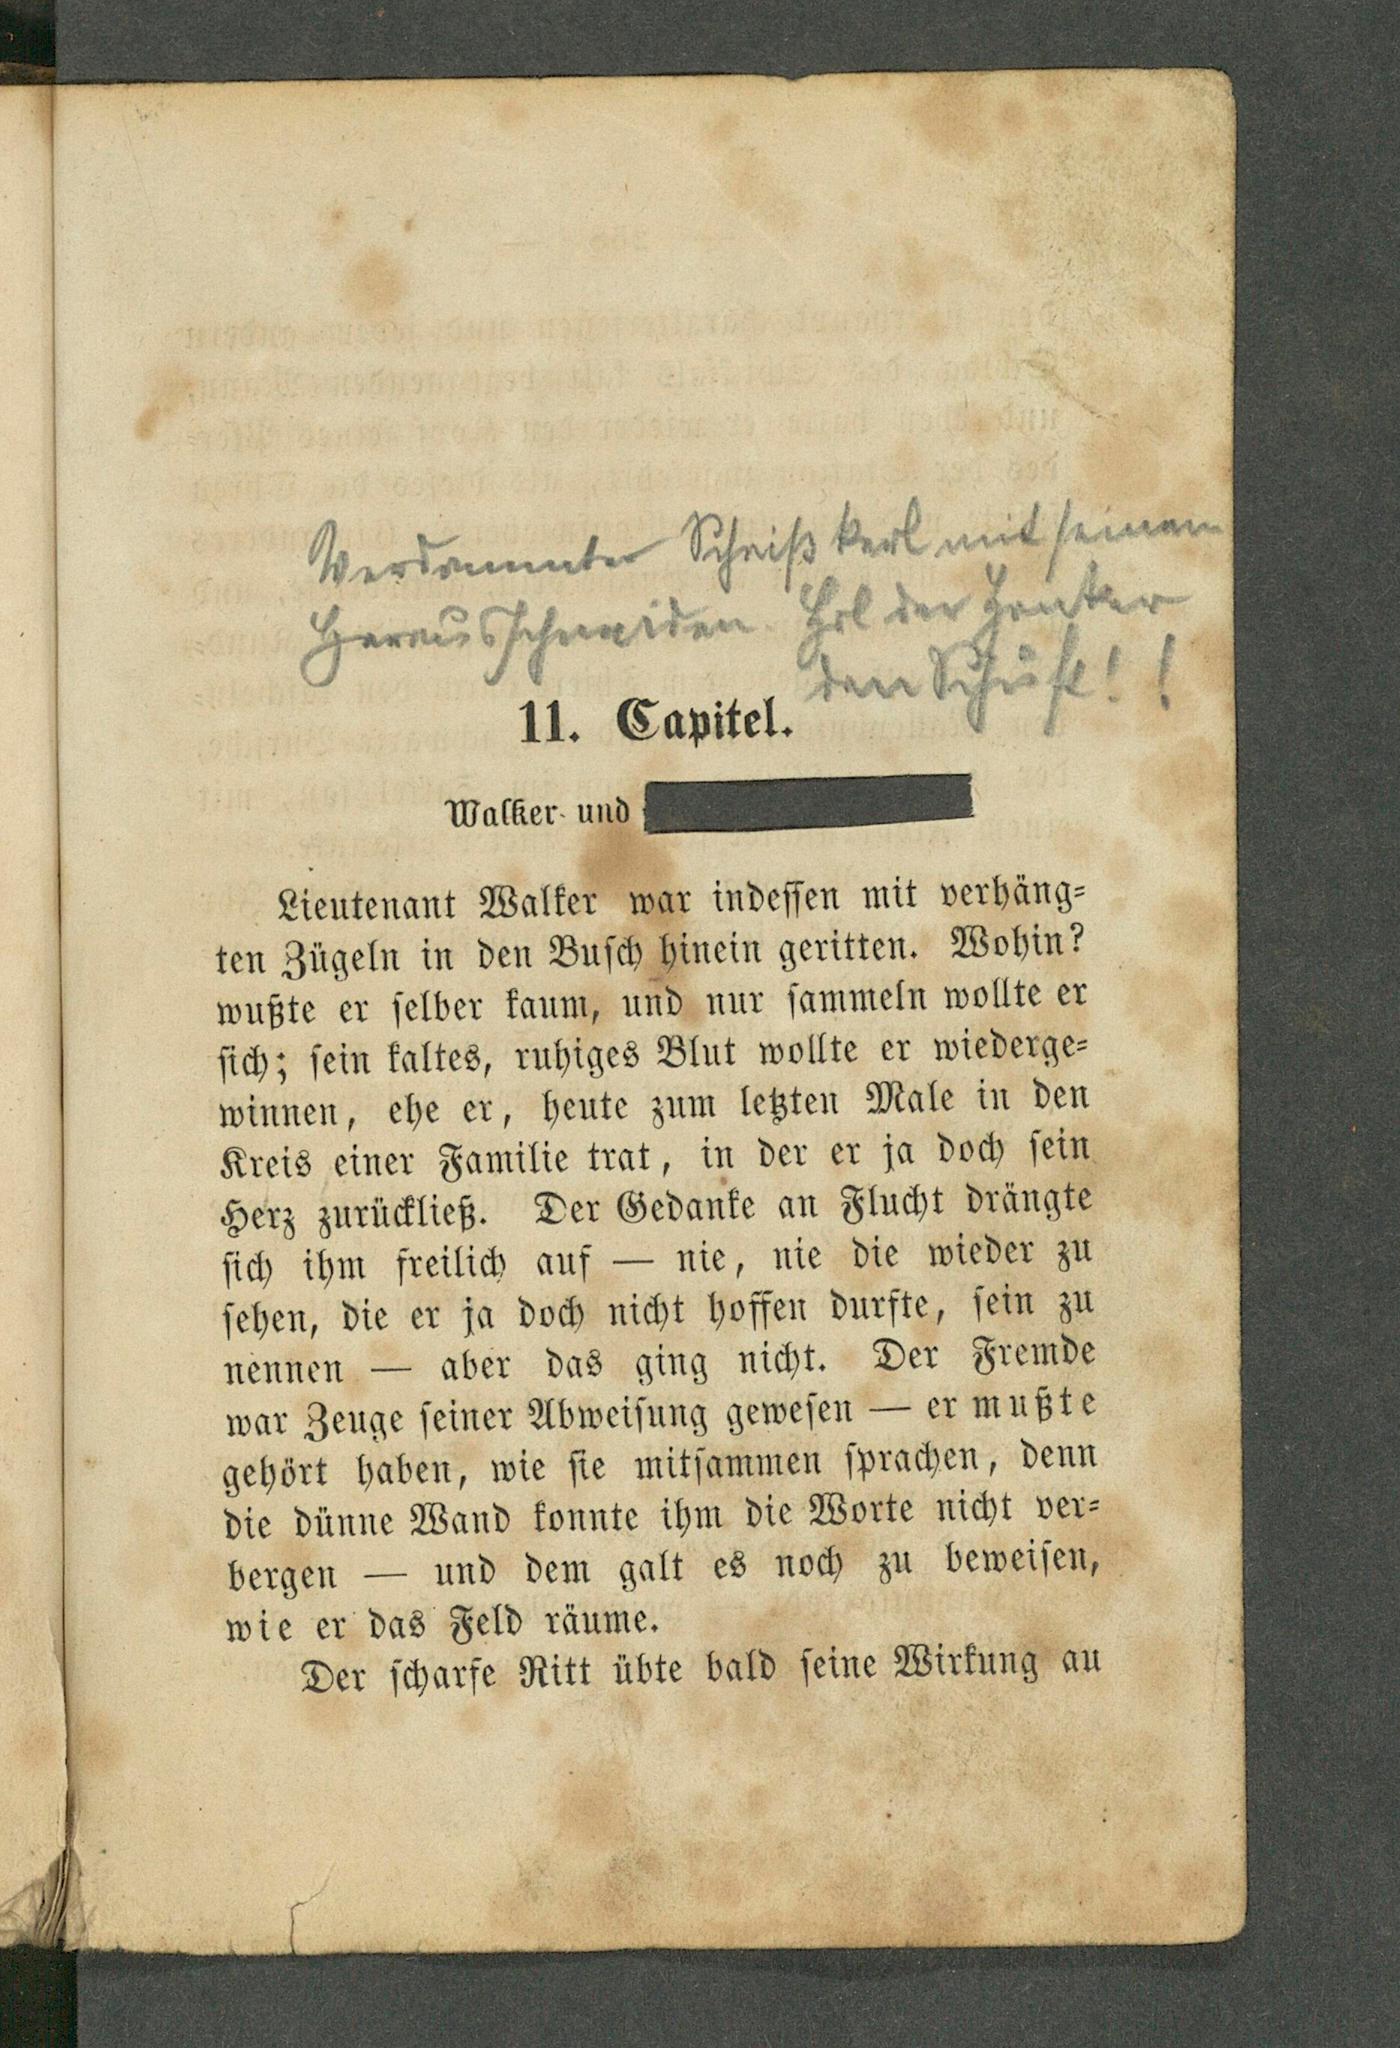 Verdammter Scheißkerl mit seinem
Herausschneiden. Hol der Henker
den Schuft! !
11. Capitel.
Walker und
Lieutenant Walker war indessen mit verhäng-
ten Zügeln in den Busch hinein geritten. Wohin?
wußte er selber kaum, und nur sammeln wollte er
sich; sein kaltes, ruhiges Blut wollte er wiederge-
winnen, ehe er, heute zum letzten Male in den
Kreis einer Familie trat, in der er ja doch sein
Herz zurückließ. Der Gedanke an Flucht drängte
sich ihm freilich auf — nie, nie die wieder zu
sehen, die er ja doch nicht hoffen durfte, sein zu
nennen — aber das ging nicht. Der Fremde
war Zeuge seiner Abweisung gewesen — er mußte
gehört haben, wie sie mitsammen sprachen, denn
die dünne Wand konnte ihm die Worte nicht ver-
bergen — und dem galt es noch zu beweisen,
wie er das Feld räume.
Der scharfe Ritt übte bald seine Wirkung au